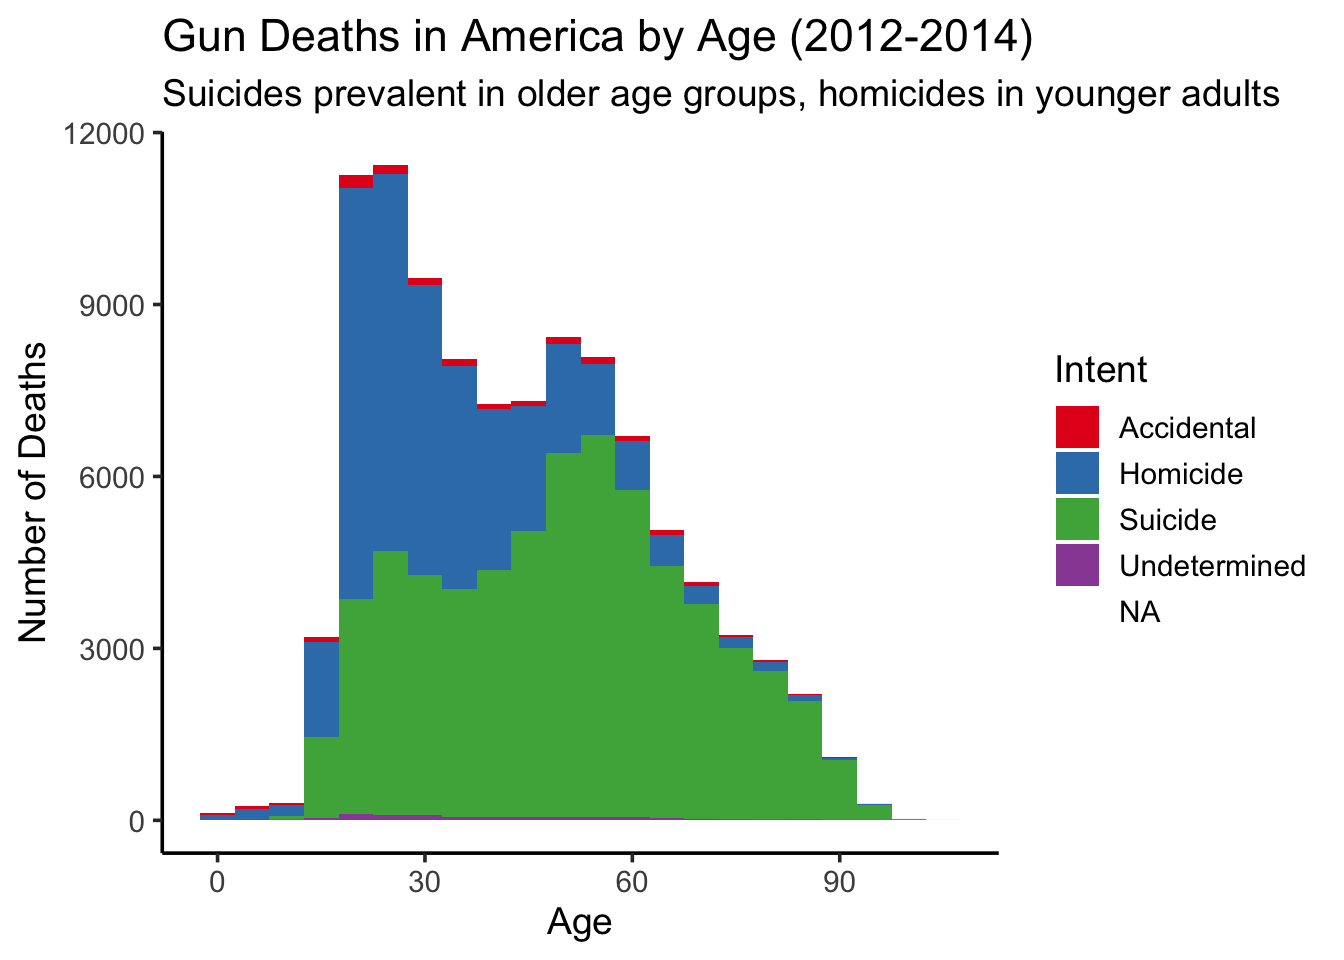 Gun Deaths in America by Age (2012-2014)
Suicides prevalent in older age groups, homicides in younger adults
12000
9000
6000
3000
0
Number of Deaths
0 30 60 90
Age
Intent
Accidental
Homicide
Suicide
Undetermined
NA